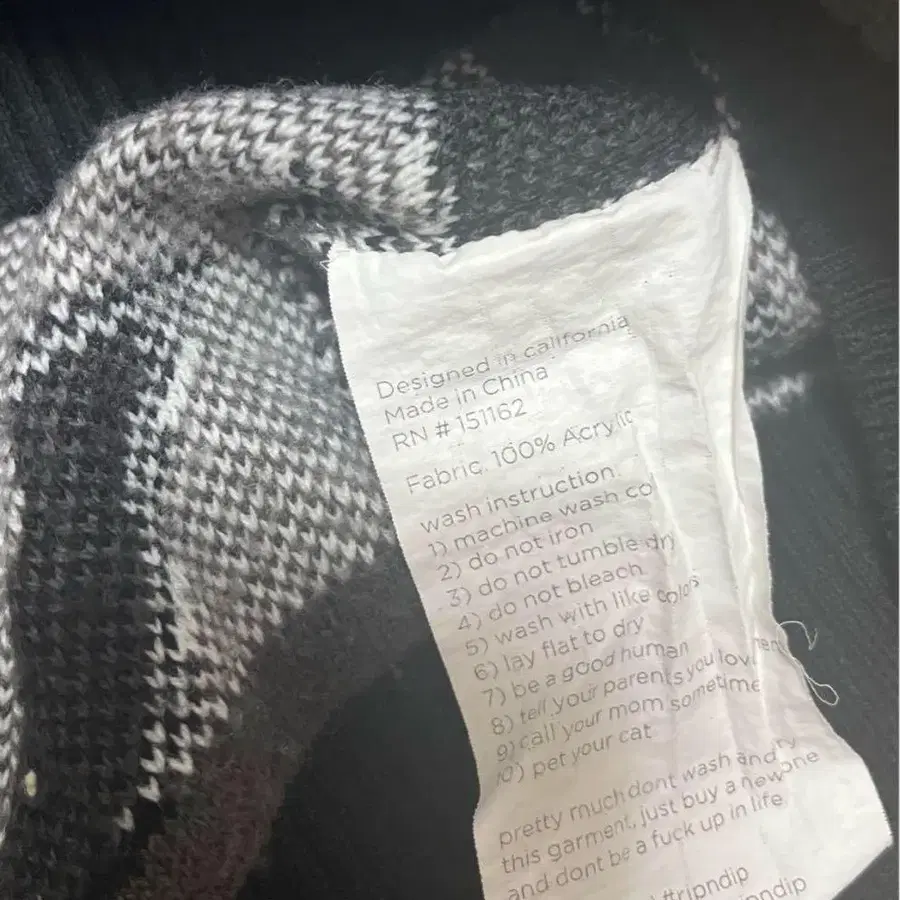 Designed in california
Made in China
RN # 151162
Fabric. 100% Acrylic
wash instruction.
1) machine wash co
2) do not iron
3) do not tumble dry
4) do not bleach
5) wash with like colors
6) lay flat to dry
7) be a good human
8) tell your parents you love them
9) call your mom sometime
10) pet your cat
pretty much dont wash and dry
this garment, just buy a new one
and dont be a fuck up in life
#ripndip